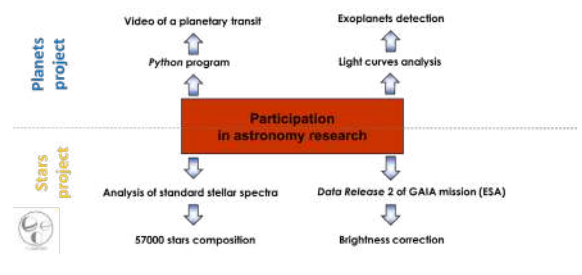 Video of a planetary transit
Exoplanets detection
Planets
project
Python program
Light curves analysis
Participation
in astronomy research
Stars
project
Analysis of standard stellar spectra
Data Release 2 of GAIA mission (ESA)
57000 stars composition
Brightness correction